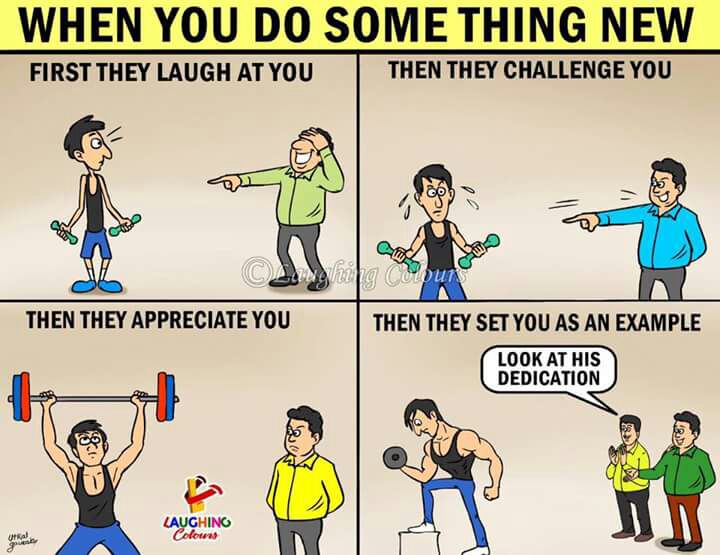 WHEN YOU DO SOME THING NEW
FIRST THEY LAUGH AT YOU
THEN THEY CHALLENGE YOU
© Laughing Colours
THEN THEY APPRECIATE YOU
THEN THEY SET YOU AS AN EXAMPLE
LOOK AT HIS
DEDICATION
LAUGHING
Colours